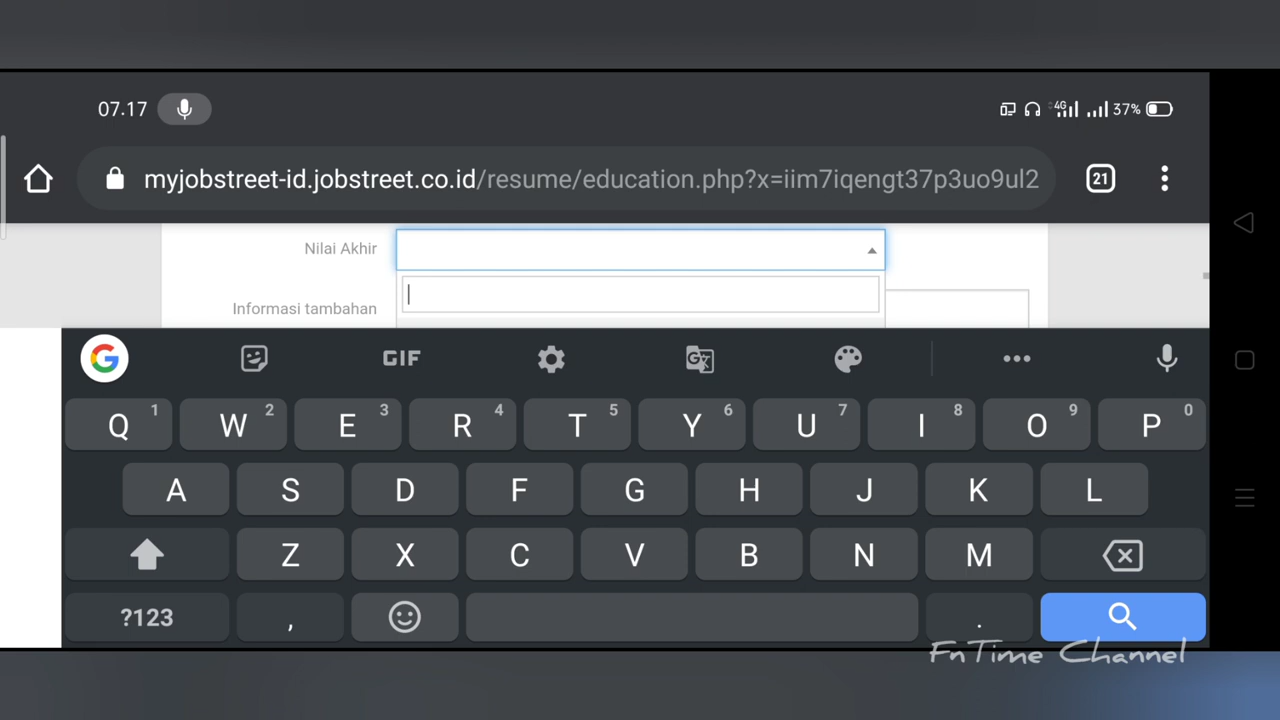 07.17
4G 37%
myjobstreet-id.jobstreet.co.id/resume/education.php?x=iim7iqengt37p3uo9ul2
21
Nilai Akhir
Informasi tambahan
G GIF G
Q 1 W 2 E 3 R 4 T 5 Y 6 U 7 I 8 O 9 P 0
A S D F G H J K L
Z X C V B N M
?123 , .
FnTime Channel